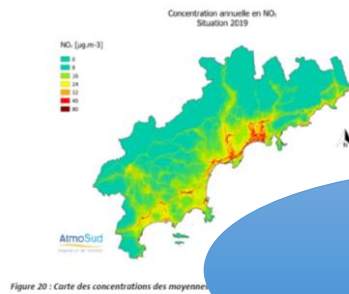 Concentration annuelle en NO₂
Situation 2019
NO₂ [µg.m-3]
0
8
16
24
32
40
80
N
AtmoSud
Figure 20 : Carte des concentrations des moyennes